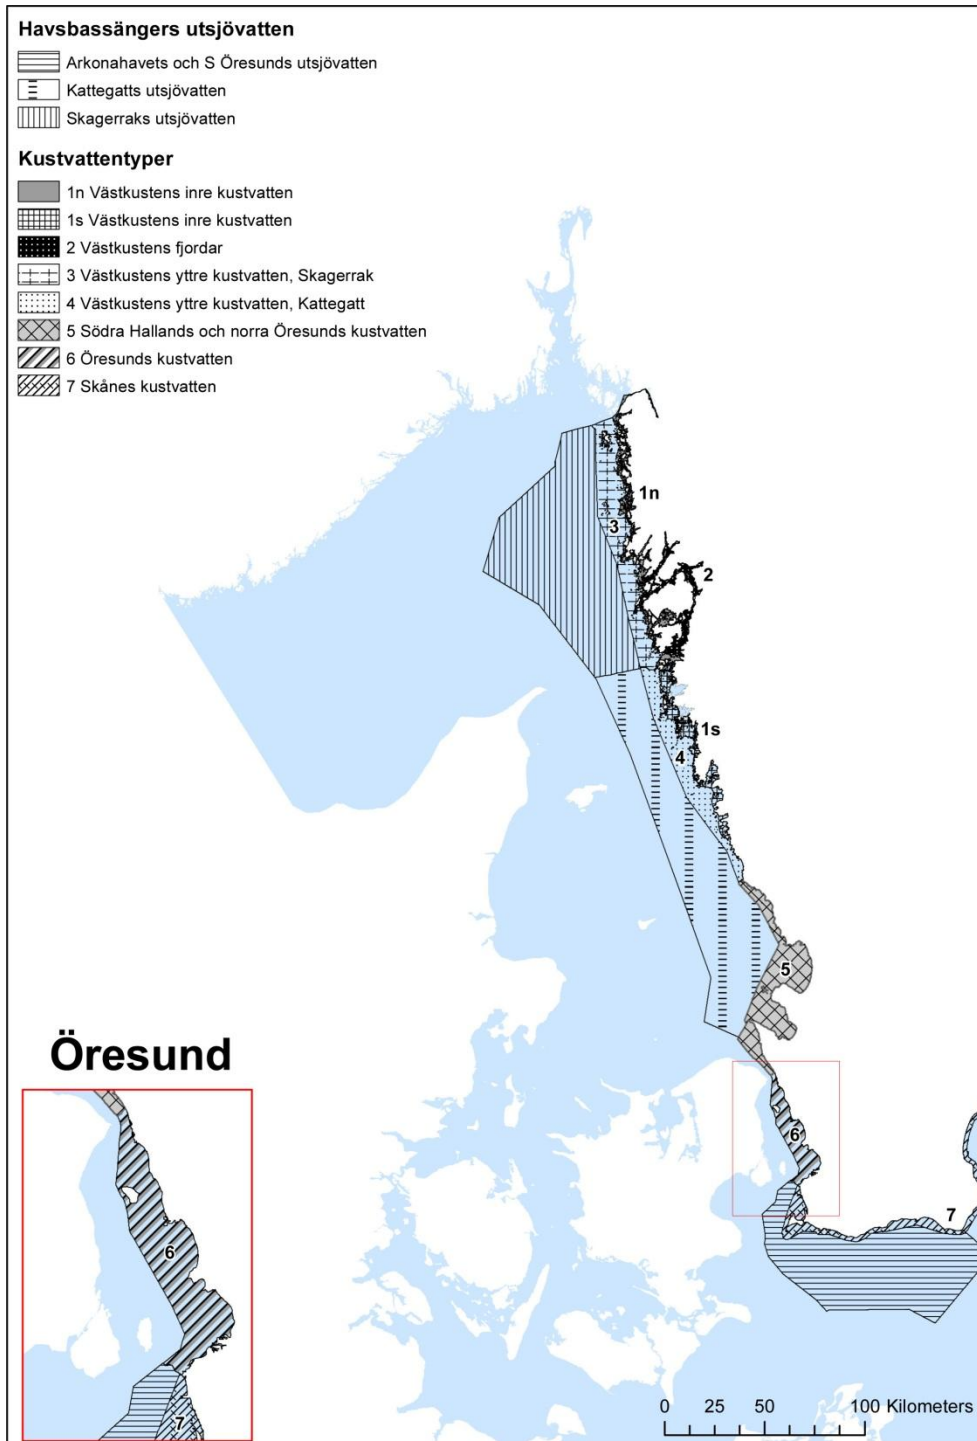 Havsbassängers utsjövatten
Arkonahavets och S Öresunds utsjövatten
Kattegatts utsjövatten
Skagerraks utsjövatten
Kustvattentyper
1n Västkustens inre kustvatten
1s Västkustens inre kustvatten
2 Västkustens fjordar
3 Västkustens yttre kustvatten, Skagerrak
4 Västkustens yttre kustvatten, Kattegatt
5 Södra Hallands och norra Öresunds kustvatten
6 Öresunds kustvatten
7 Skånes kustvatten
1n
3
2
1s
4
5
6
7
Öresund
6
7
0 25 50 100 Kilometers